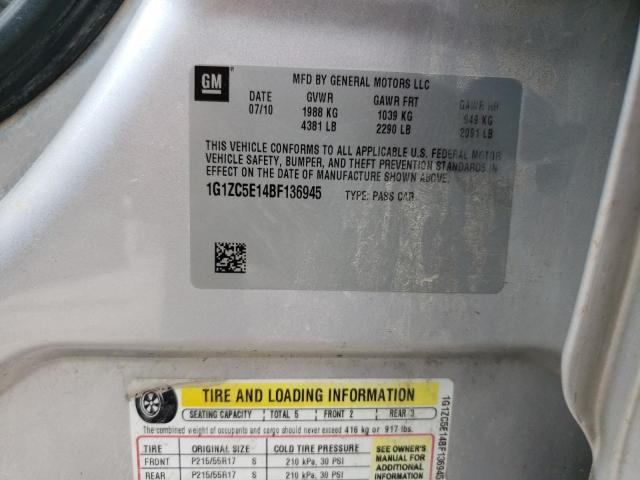 GM
MFD BY GENERAL MOTORS LLC
DATE GVWR GAWR FRT GAWR RR
07/10 1988 KG 1039 KG 949 KG
4381 LB 2290 LB 2091 LB
THIS VEHICLE CONFORMS TO ALL APPLICABLE U.S. FEDERAL MOTOR
VEHICLE SAFETY, BUMPER, AND THEFT PREVENTION STANDARDS IN
EFFECT ON THE DATE OF MANUFACTURE SHOWN ABOVE.
1G1ZC5E14BF136945 TYPE: PASS CAR
TIRE AND LOADING INFORMATION
SEATING CAPACITY TOTAL 5 FRONT 2 REAR 3
The combined weight of occupants and cargo should never exceed 416 kg or 917 lbs.
TIRE ORIGINAL SIZE COLD TIRE PRESSURE
FRONT P215/55R17 S 210 kPa, 30 PSI
REAR P215/55R17 S 210 kPa, 30 PSI
SEE OWNER'S
MANUAL FOR
ADDITIONAL
INFORMATION
1G1ZC5E14BF136945